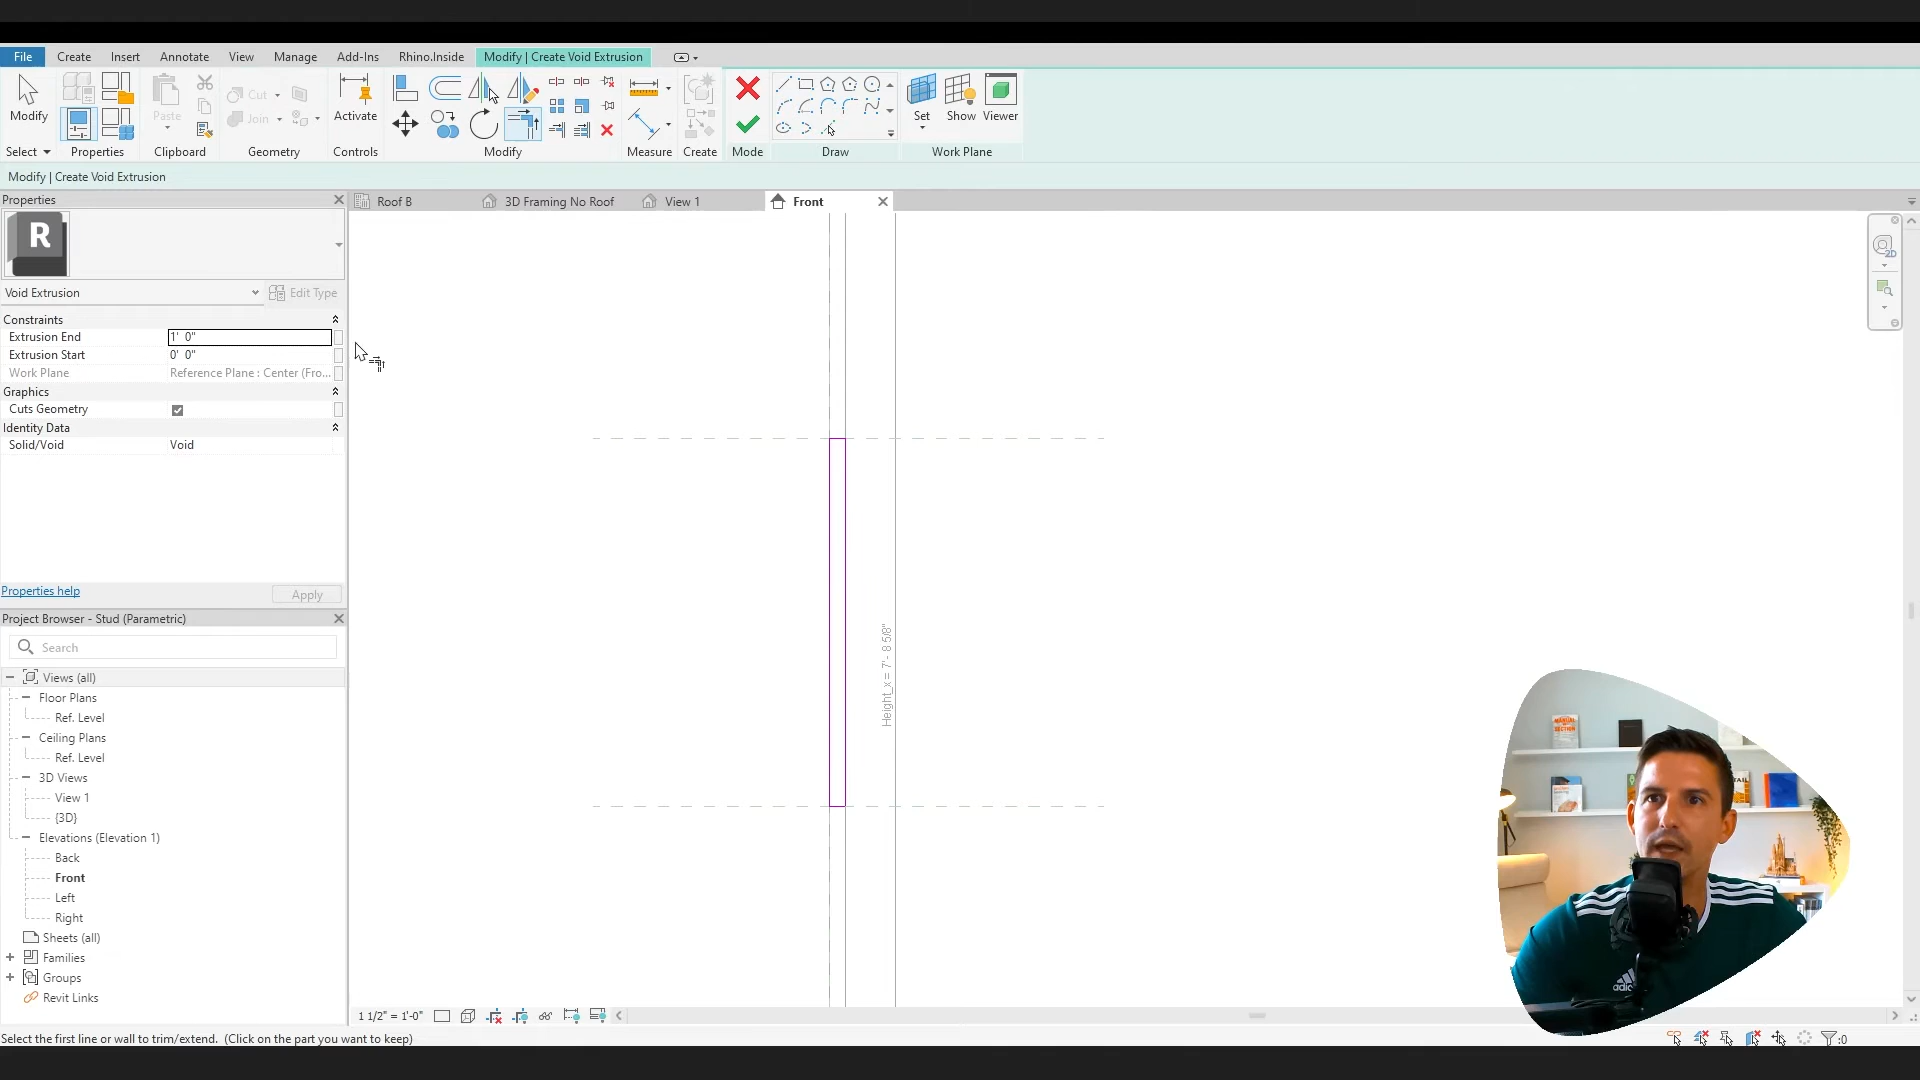 File Create Insert Annotate View Manage Add-Ins Rhino.Inside Modify | Create Void Extrusion
Modify Paste Cut Join Activate Set Show Viewer
Select Properties Clipboard Geometry Controls Modify Measure Create Mode Draw Work Plane
Modify | Create Void Extrusion
Properties
R
Void Extrusion Edit Type
Constraints
Extrusion End 1' 0"
Extrusion Start 0' 0"
Work Plane Reference Plane : Center (Fro...
Graphics
Cuts Geometry
Identity Data
Solid/Void Void
Properties help Apply
Project Browser - Stud (Parametric)
Search
Views (all)
Floor Plans
Ref. Level
Ceiling Plans
Ref. Level
3D Views
View 1
{3D}
Elevations (Elevation 1)
Back
Front
Left
Right
Sheets (all)
Families
Groups
Revit Links
Roof B 3D Framing No Roof View 1 Front
2D
Height_x = 7' - 8 5/8"
1 1/2" = 1'-0"
Select the first line or wall to trim/extend. (Click on the part you want to keep)
:0
MANUAL OF SECTION
adidas